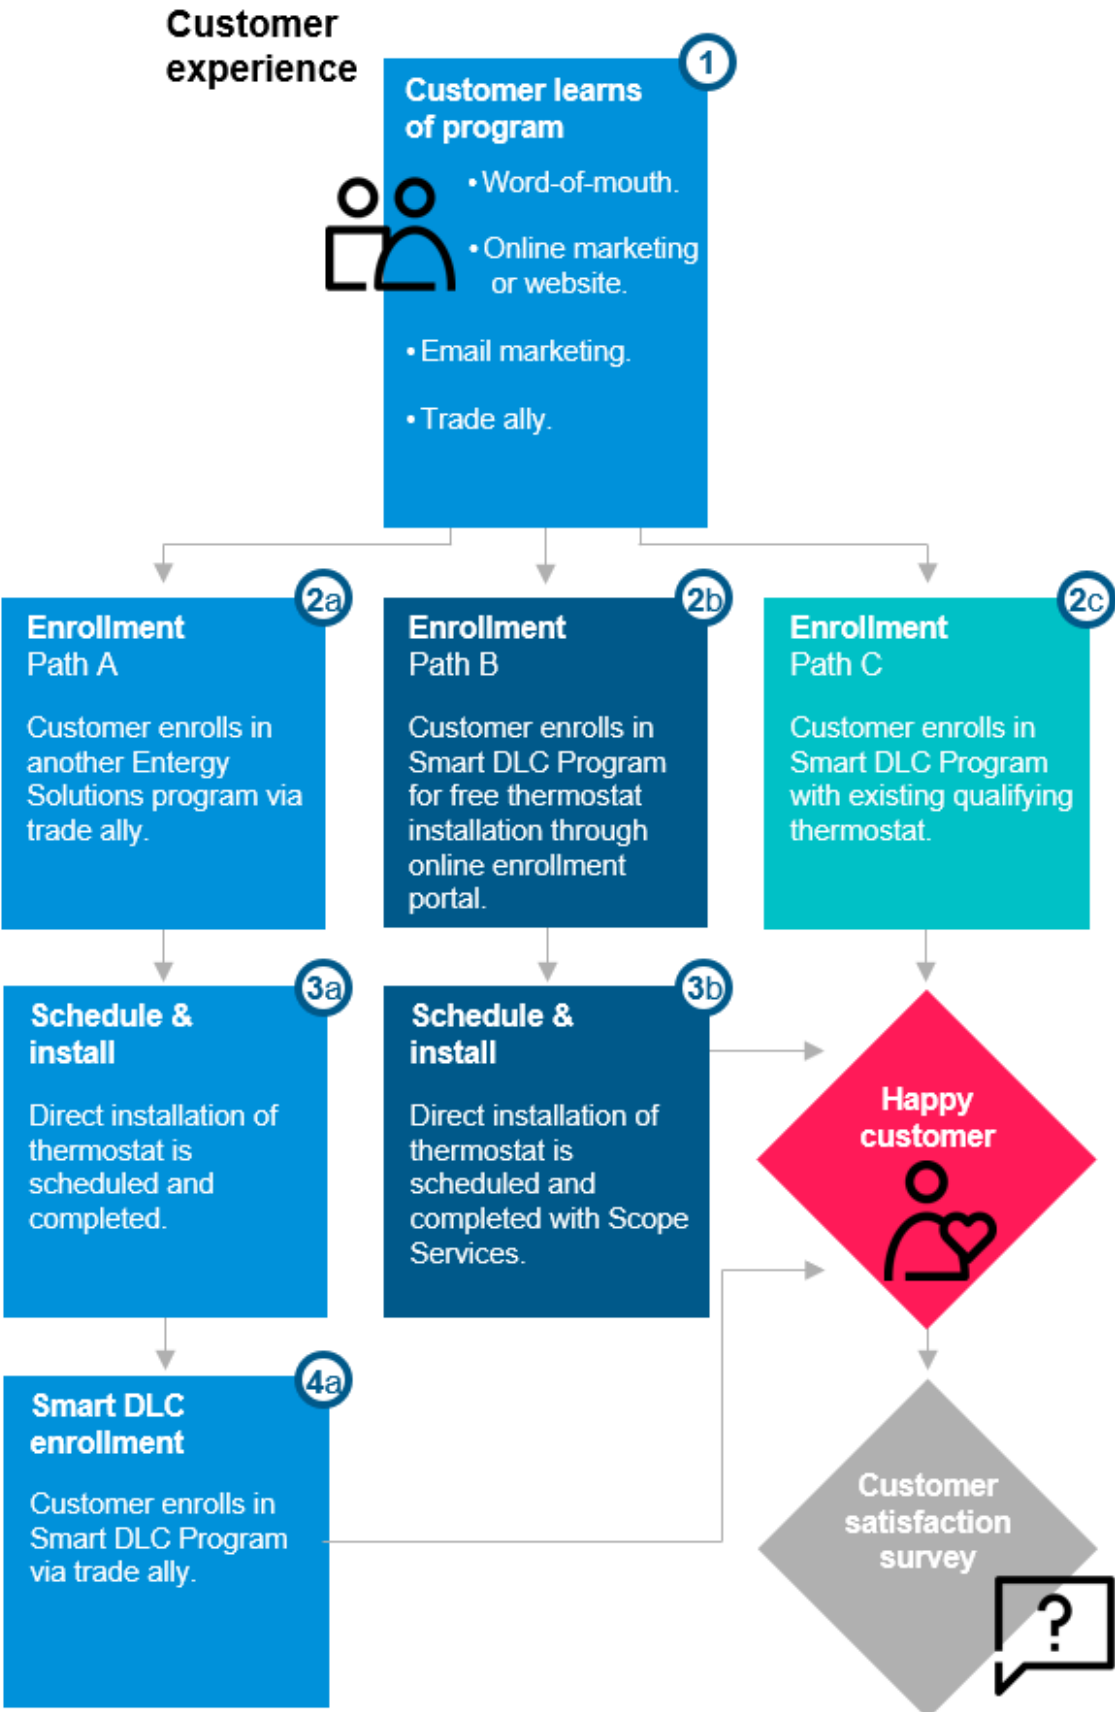 Customer
experience
1
Customer learns
of program
• Word-of-mouth.
• Online marketing
or website.
• Email marketing.
• Trade ally.
2a
Enrollment
Path A
Customer enrolls in
another Entergy
Solutions program via
trade ally.
2b
Enrollment
Path B
Customer enrolls in
Smart DLC Program
for free thermostat
installation through
online enrollment
portal.
2c
Enrollment
Path C
Customer enrolls in
Smart DLC Program
with existing qualifying
thermostat.
3a
Schedule &
install
Direct installation of
thermostat is
scheduled and
completed.
3b
Schedule &
install
Direct installation of
thermostat is
scheduled and
completed with Scope
Services.
Happy
customer
4a
Smart DLC
enrollment
Customer enrolls in
Smart DLC Program
via trade ally.
Customer
satisfaction
survey
?